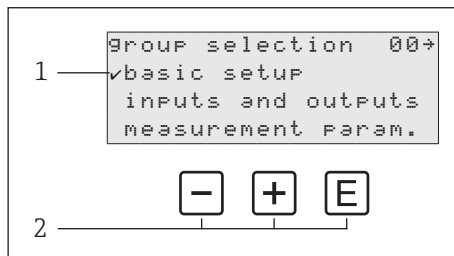 group selection 00→
1 ✓basic setup
inputs and outputs
measurement param.
− + E
2